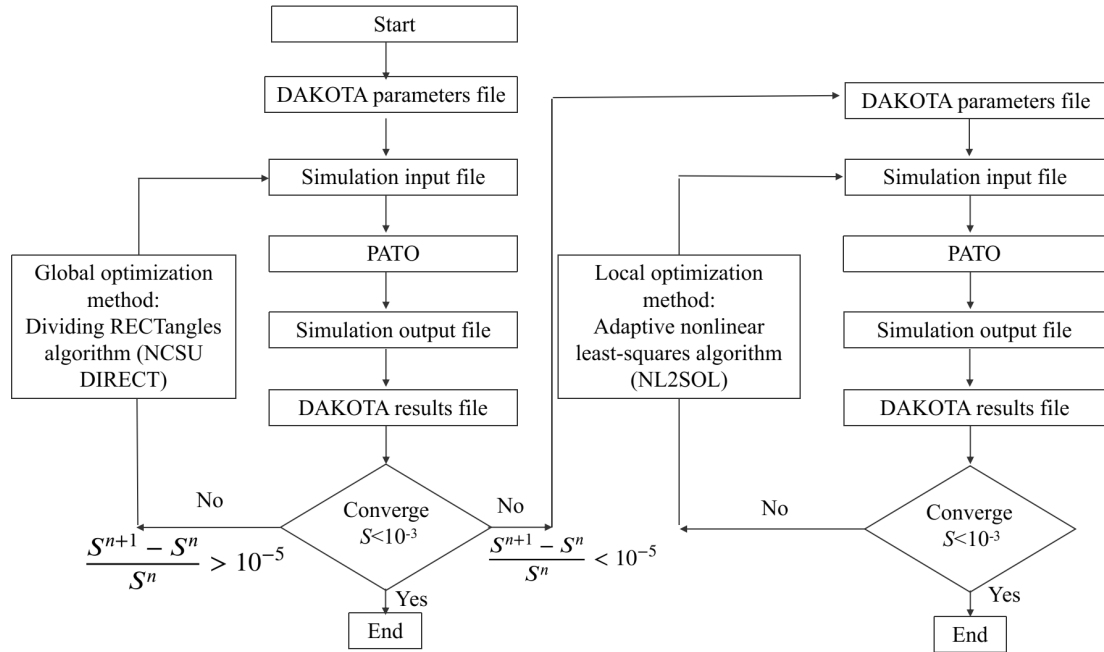 Start
DAKOTA parameters file
Simulation input file
PATO
Global optimization
method:
Dividing RECTangles
algorithm (NCSU
DIRECT)
Simulation output file
DAKOTA results file
Converge
S<10⁻³
No
(Sⁿ⁺¹ − Sⁿ)/Sⁿ > 10⁻⁵
No
(Sⁿ⁺¹ − Sⁿ)/Sⁿ < 10⁻⁵
Yes
End
DAKOTA parameters file
Simulation input file
PATO
Local optimization
method:
Adaptive nonlinear
least-squares algorithm
(NL2SOL)
Simulation output file
DAKOTA results file
Converge
S<10⁻³
No
Yes
End